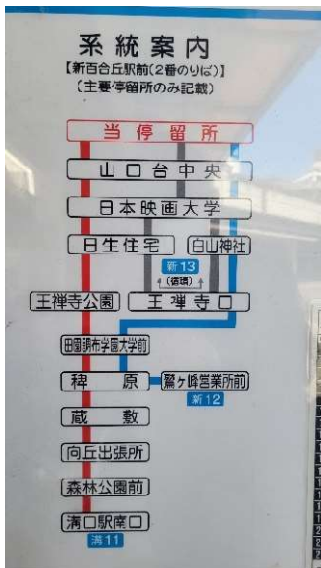 系統案内
【新百合丘駅前(2番のりば)】
(主要停留所のみ記載)
当停留所
山口台中央
日本映画大学
日生住宅 白山神社
新13
(循環)
王禅寺公園 王禅寺口
田園調布学園大学前
稗原 鷲ヶ峰営業所前
新12
蔵敷
向丘出張所
森林公園前
溝口駅南口
溝11